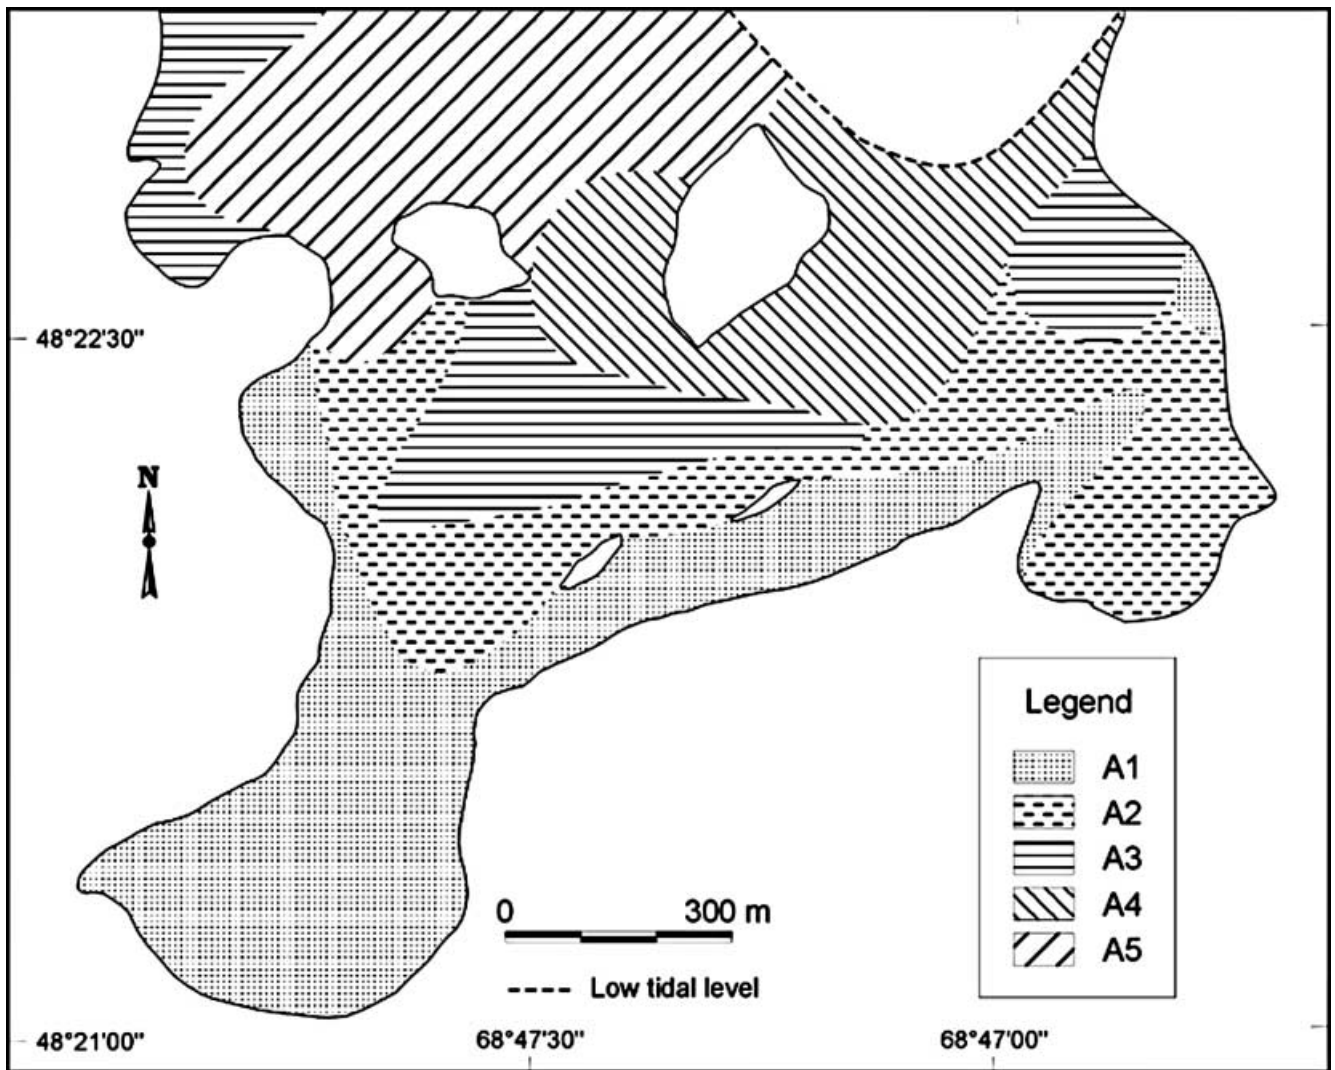 48°22'30"
N
Legend
A1
A2
A3
A4
A5
0 300 m
Low tidal level
48°21'00"
68°47'30"
68°47'00"